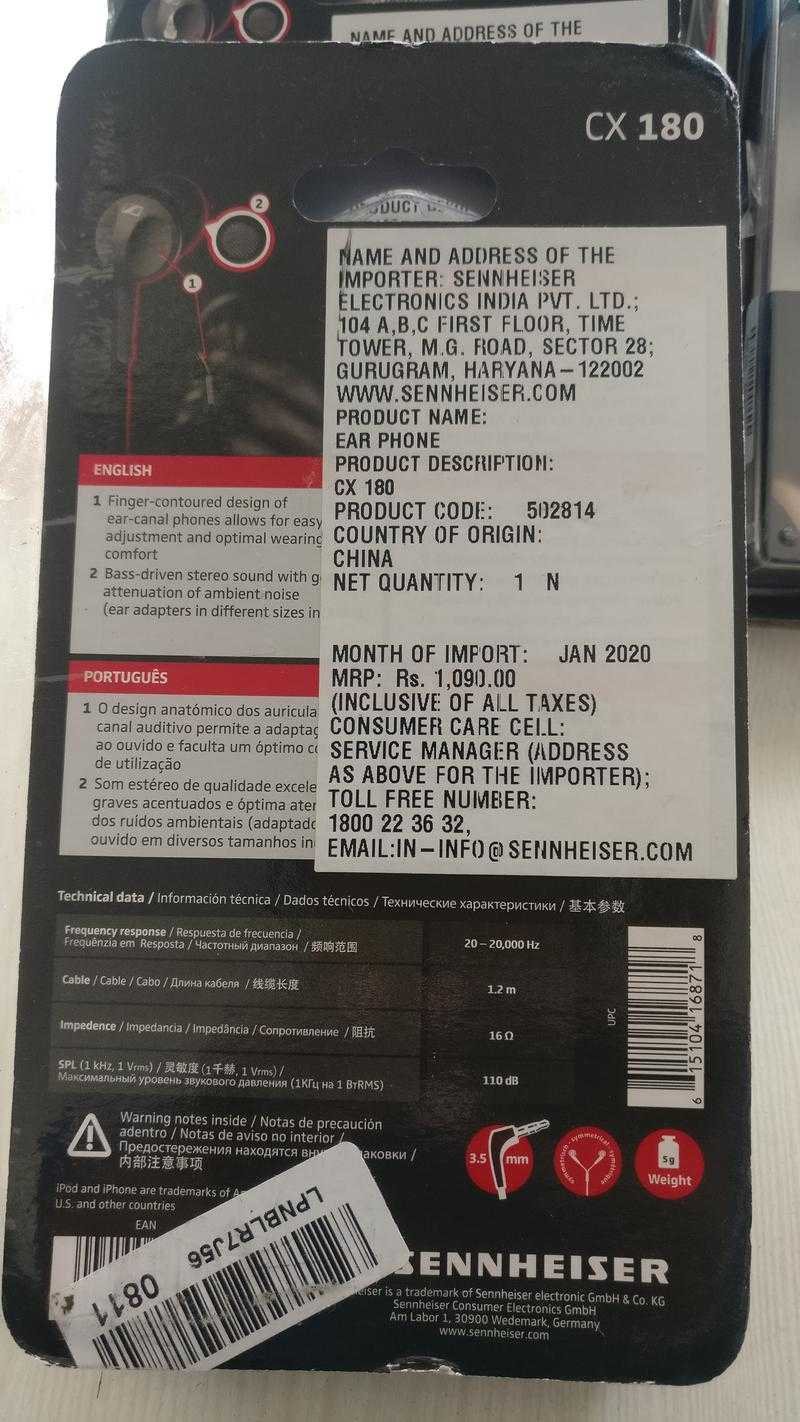 NAME AND ADDRESS OF THE
CX 180
2
1
NAME AND ADDRESS OF THE
IMPORTER: SENNHEISER
ELECTRONICS INDIA PVT. LTD.;
104 A,B,C FIRST FLOOR, TIME
TOWER, M.G. ROAD, SECTOR 28;
GURUGRAM, HARYANA-122002
WWW.SENNHEISER.COM
PRODUCT NAME:
EAR PHONE
PRODUCT DESCRIPTION:
CX 180
PRODUCT CODE: 502814
COUNTRY OF ORIGIN:
CHINA
NET QUANTITY: 1 N
MONTH OF IMPORT: JAN 2020
MRP: Rs. 1,090.00
(INCLUSIVE OF ALL TAXES)
CONSUMER CARE CELL:
SERVICE MANAGER (ADDRESS
AS ABOVE FOR THE IMPORTER);
TOLL FREE NUMBER:
1800 22 36 32,
EMAIL:IN-INFO@SENNHEISER.COM
ENGLISH
1 Finger-contoured design of
ear-canal phones allows for easy
adjustment and optimal wearing
comfort
2 Bass-driven stereo sound with
attenuation of ambient noise
(ear adapters in different sizes in
PORTUGUÊS
1 O design anatómico dos
canal auditivo permite a
ao ouvido e faculta um óptimo
de utilização
2 Som estéreo de qualidade
graves acentuados e óptima
dos ruídos ambientais
ouvido em diversos tamanhos
Technical data / Información técnica / Dados técnicos / Технические характеристики / 基本参数
Frequency response / Respuesta de frecuencia /
Frequênzia em Resposta / Частотный диапазон / 频响范围
20–20,000 Hz
Cable / Cable / Cabo / Длина кабеля / 线缆长度
1.2 m
Impedence / Impedancia / Impedância / Сопротивление / 阻抗
16 Ω
SPL (1 kHz, 1 Vrms) / 灵敏度 (1千赫, 1 Vrms) /
Максимальный уровень звукового давления (1КГц на 1 ВтRMS)
110 dB
UPC
6 15104 16871 8
Warning notes inside / Notas de precaución
adentro / Notas de aviso no interior /
Предостережения находятся
内部注意事项
3.5 mm
symmetrical
5g
Weight
iPod and iPhone are trademarks of
U.S. and other countries
EAN
LPNBLR7J56
0811
SENNHEISER
is a trademark of Sennheiser electronic GmbH & Co. KG
Sennheiser Consumer Electronics GmbH
Am Labor 1, 30900 Wedemark, Germany
www.sennheiser.com